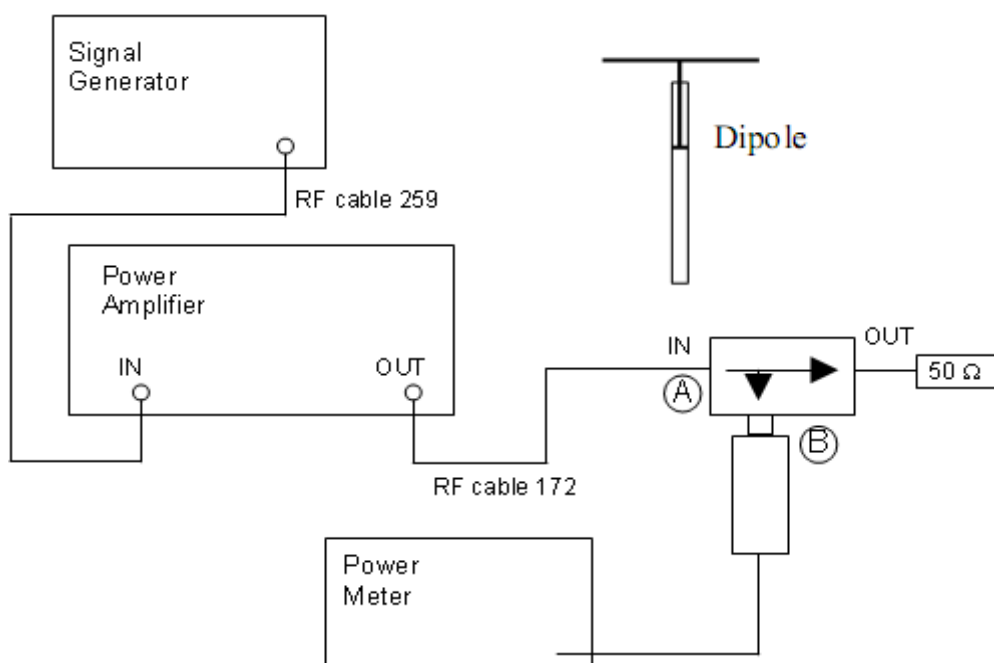 Signal
Generator
Dipole
RF cable 259
Power
Amplifier
IN
OUT
IN
OUT
A
50 Ω
B
RF cable 172
Power
Meter